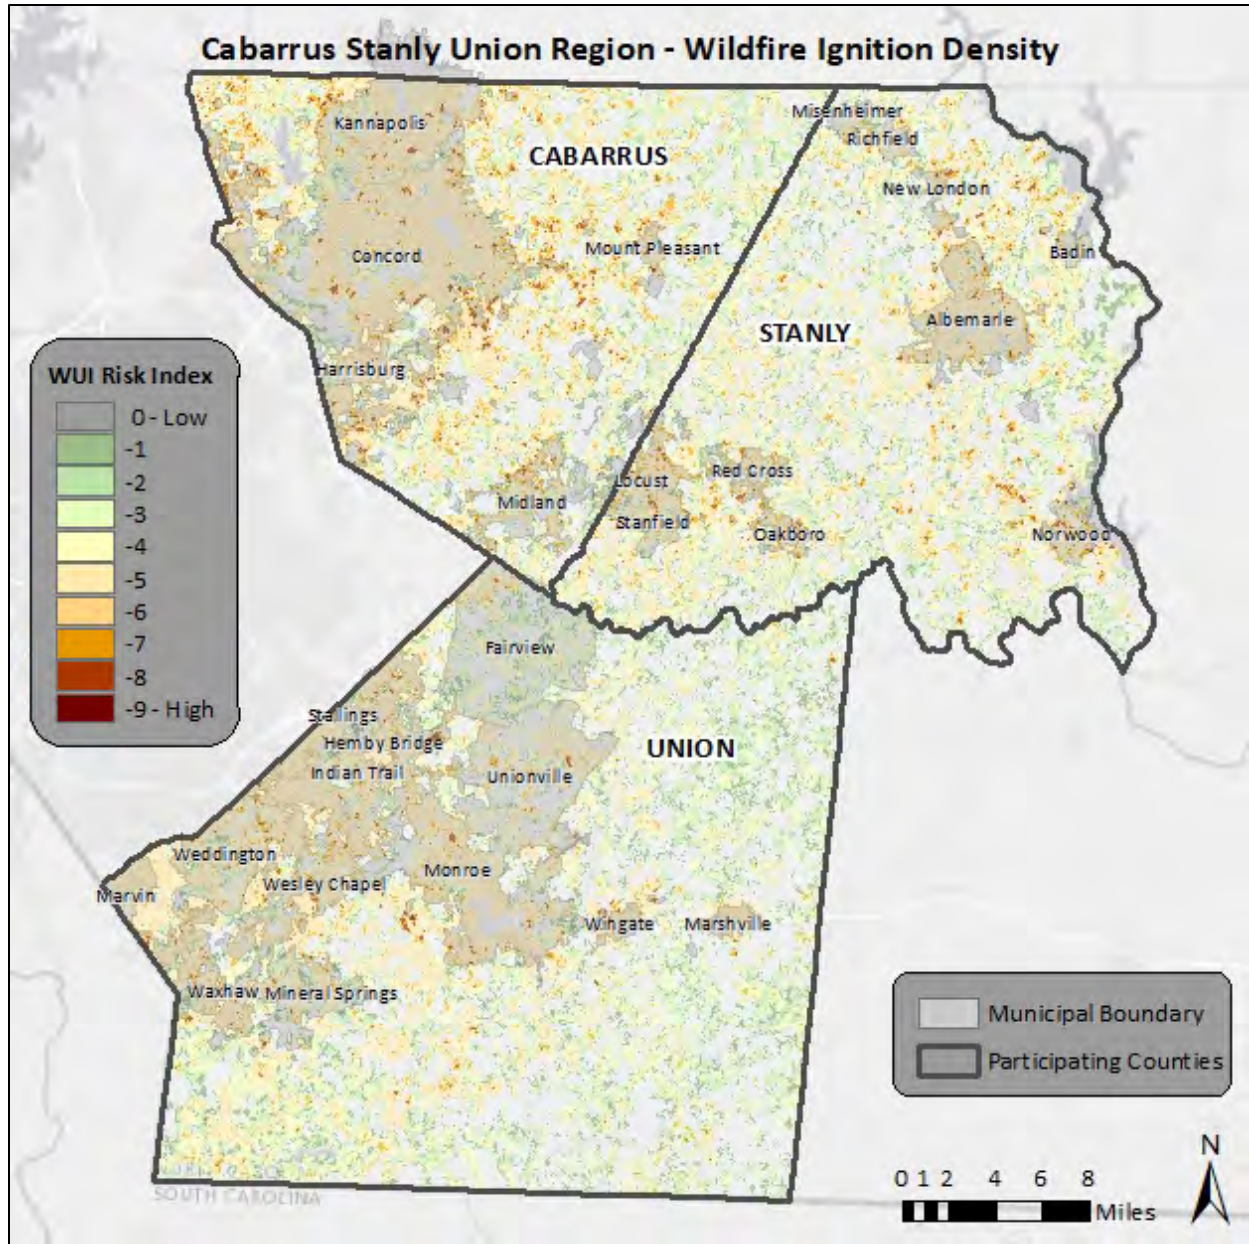 Cabarrus Stanly Union Region - Wildfire Ignition Density
Kannapolis
CABARRUS
Misenheimer
Richfield
New London
Concord
Mount Pleasant
Badin
STANLY
Albemarle
Harrisburg
WUI Risk Index
0 - Low
-1
-2
-3
-4
-5
-6
-7
-8
-9 - High
Midland
Locust
Red Cross
Stanfield
Oakboro
Norwood
Fairview
Stallings
Hemby Bridge
Indian Trail
Unionville
UNION
Weddington
Wesley Chapel
Monroe
Marvin
Wingate
Marshville
Waxhaw
Mineral Springs
Municipal Boundary
Participating Counties
SOUTH CAROLINA
N
0 1 2 4 6 8
Miles